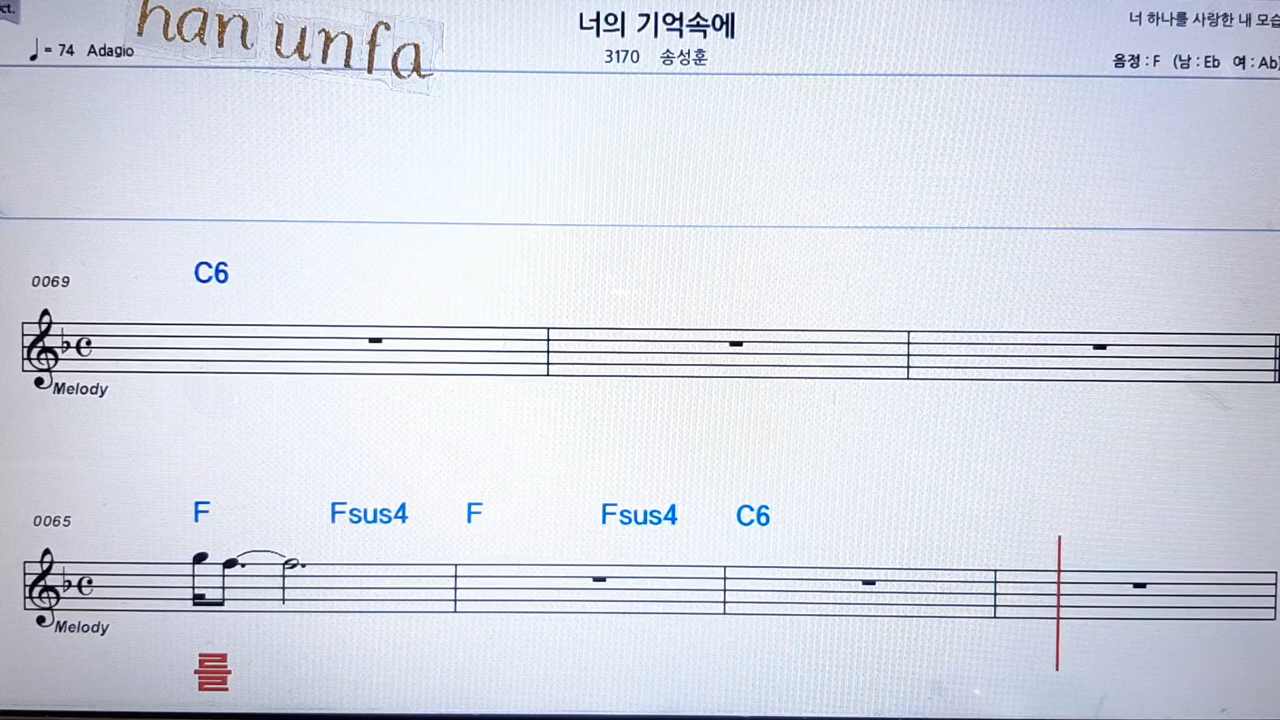 han unfa
너의 기억속에
너 하나를 사랑한 내 모습
= 74 Adagio
3170 송성훈
음정 : F (남 : Eb 여 : Ab)
0069
C6
Melody
0065
F Fsus4 F Fsus4 C6
Melody
를